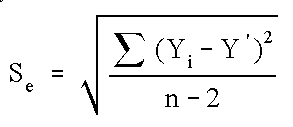 S_e = √( Σ (Y_i − Y')² / (n − 2) )